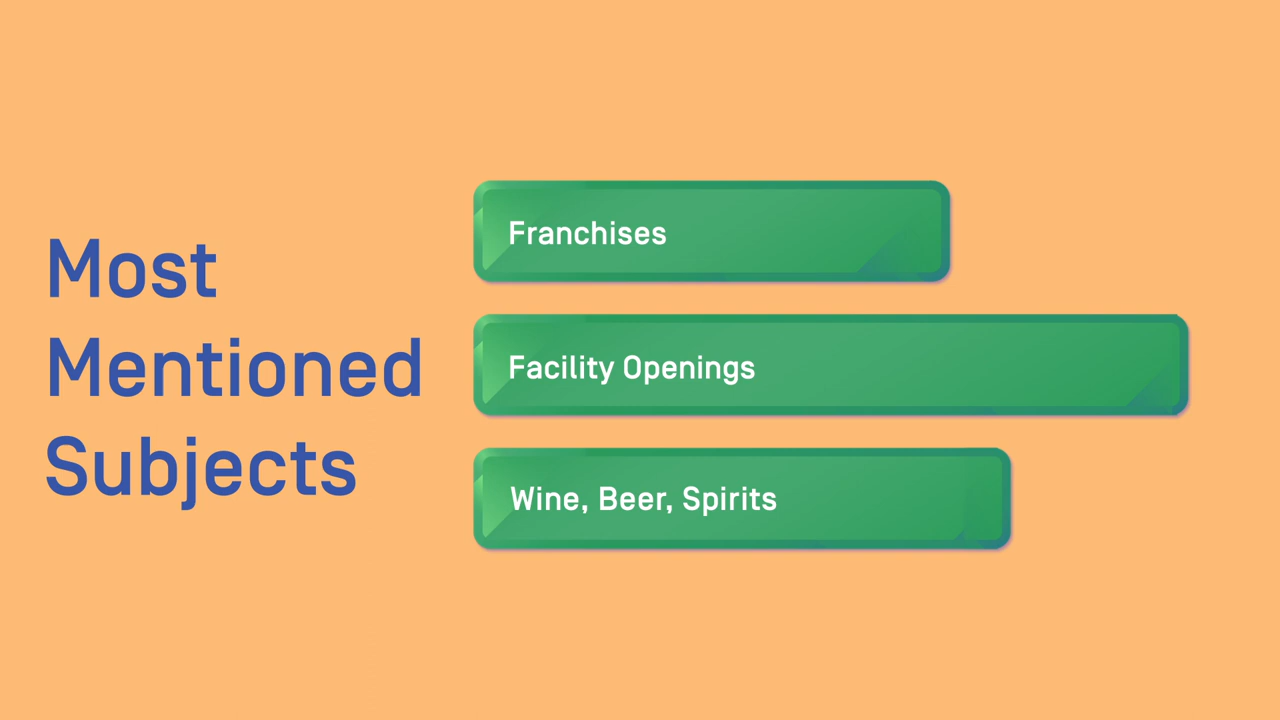 Most
Mentioned
Subjects
Franchises
Facility Openings
Wine, Beer, Spirits